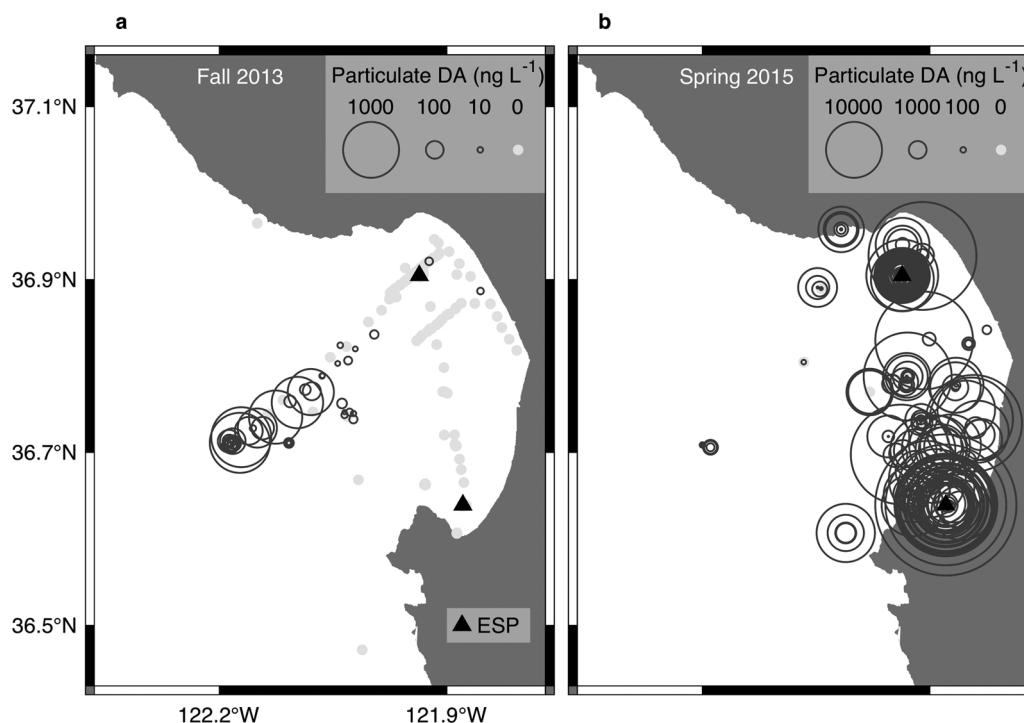 a
b
Fall 2013
Particulate DA (ng L⁻¹)
1000 100 10 0
Spring 2015
Particulate DA (ng L⁻¹)
10000 1000 100 0
37.1°N
36.9°N
36.7°N
36.5°N
ESP
122.2°W 121.9°W